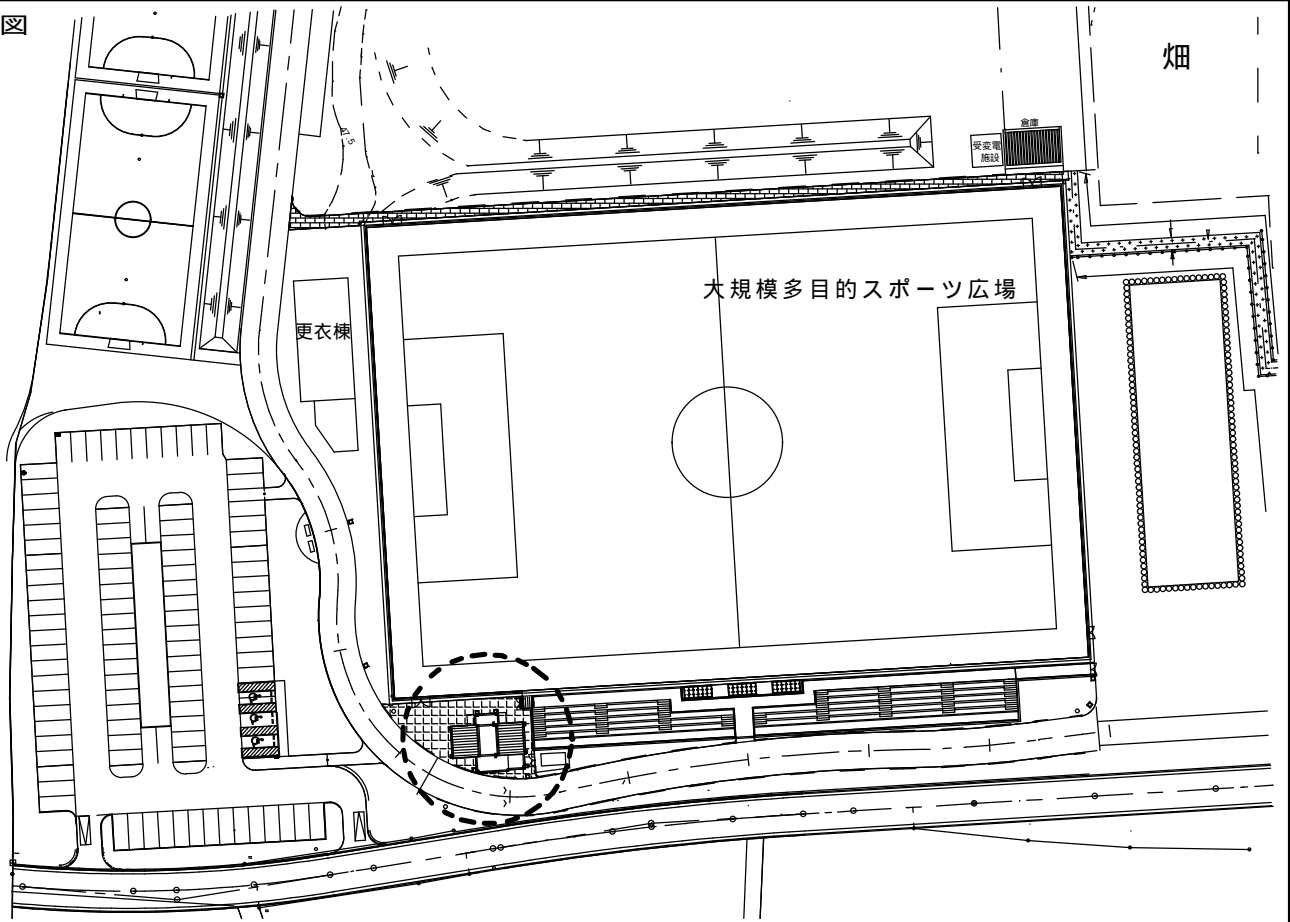 図
畑
倉庫
受変電
施設
大規模多目的スポーツ広場
更衣棟